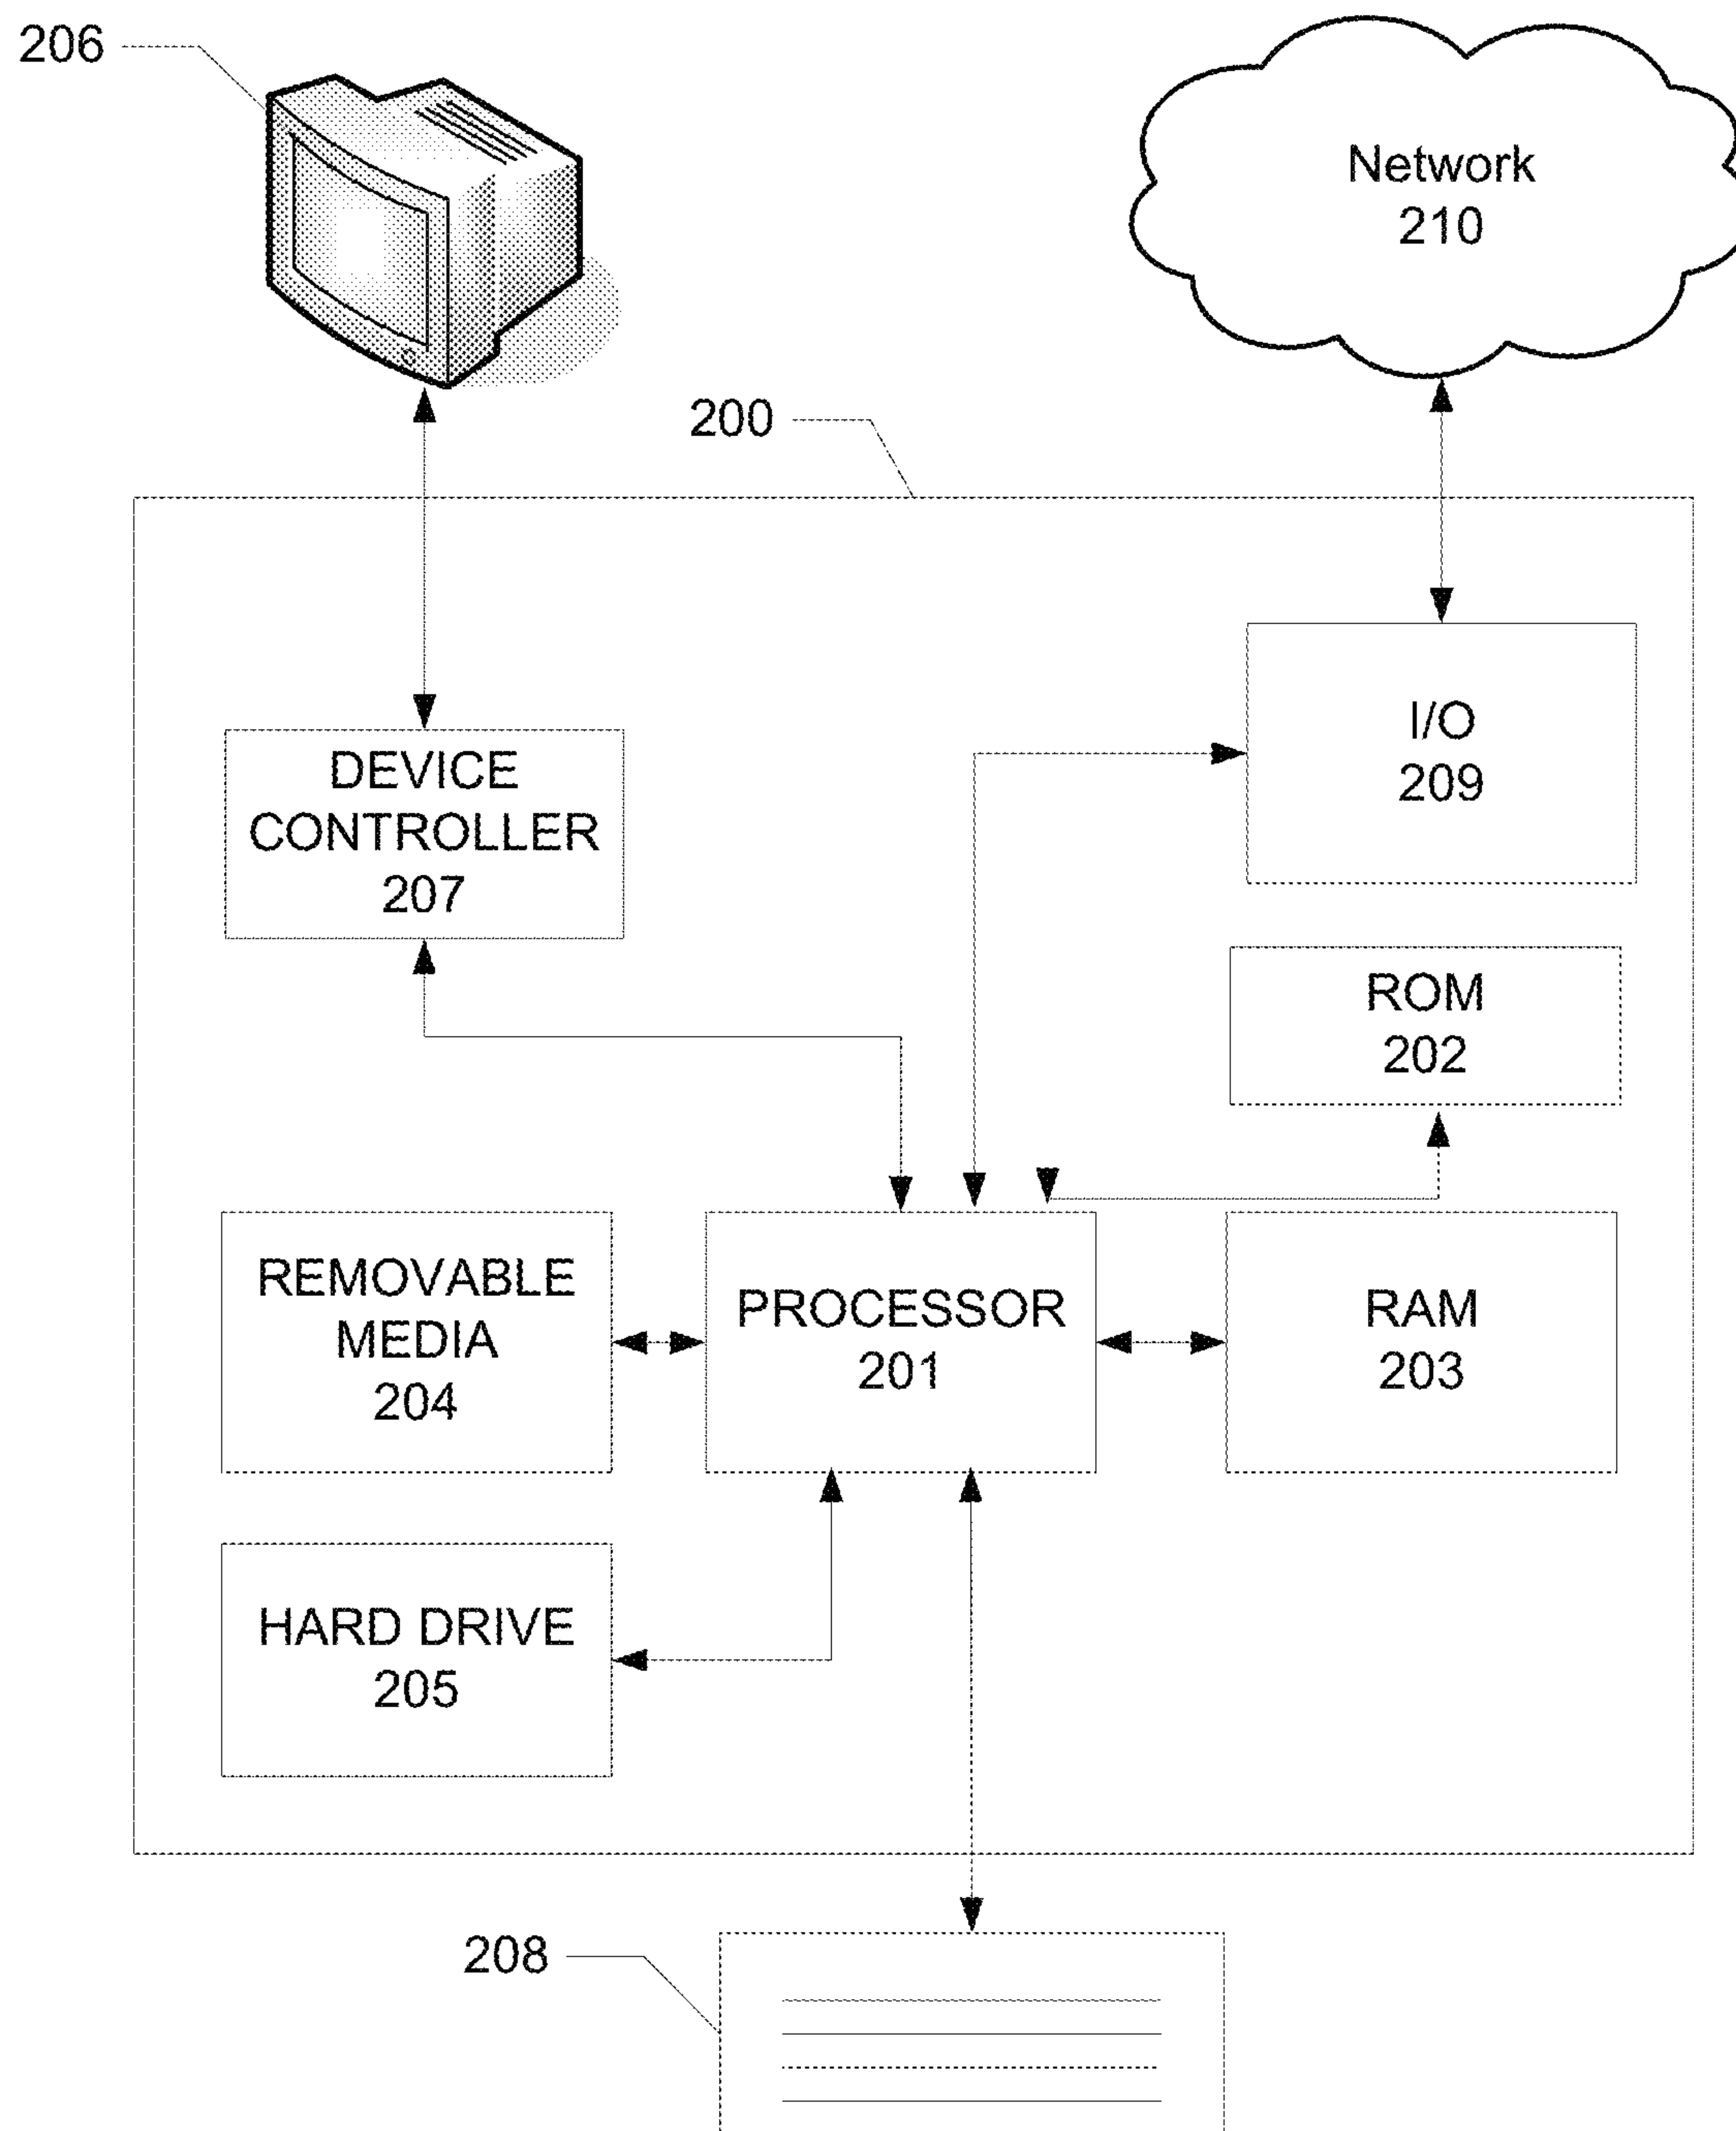 206
Network
210
200
DEVICE
CONTROLLER
207
I/O
209
ROM
202
REMOVABLE
MEDIA
204
PROCESSOR
201
RAM
203
HARD DRIVE
205
208